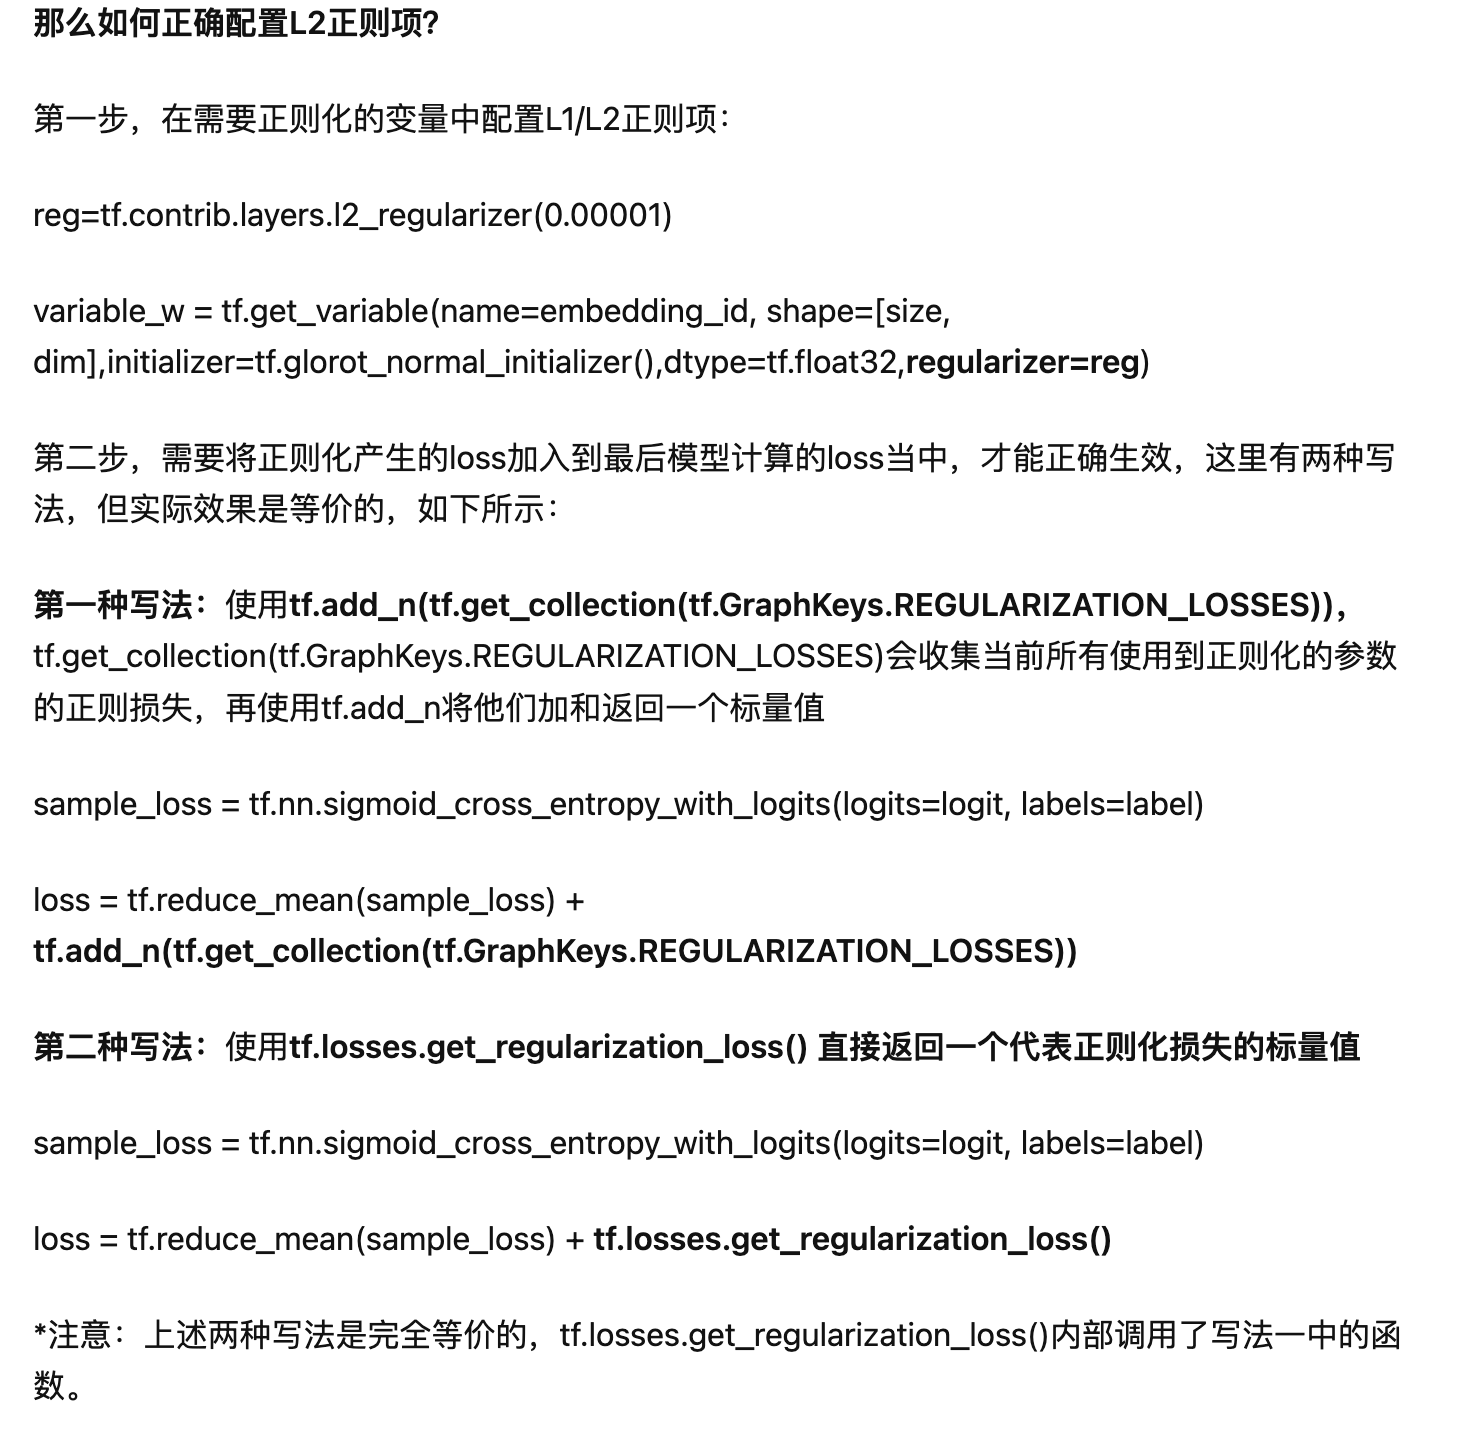 那么如何正确配置L2正则项?
第一步，在需要正则化的变量中配置L1/L2正则项：
reg=tf.contrib.layers.l2_regularizer(0.00001)
variable_w = tf.get_variable(name=embedding_id, shape=[size,
dim],initializer=tf.glorot_normal_initializer(),dtype=tf.float32,regularizer=reg)
第二步，需要将正则化产生的loss加入到最后模型计算的loss当中，才能正确生效，这里有两种写
法，但实际效果是等价的，如下所示：
第一种写法：使用tf.add_n(tf.get_collection(tf.GraphKeys.REGULARIZATION_LOSSES))，
tf.get_collection(tf.GraphKeys.REGULARIZATION_LOSSES)会收集当前所有使用到正则化的参数
的正则损失，再使用tf.add_n将他们加和返回一个标量值
sample_loss = tf.nn.sigmoid_cross_entropy_with_logits(logits=logit, labels=label)
loss = tf.reduce_mean(sample_loss) +
tf.add_n(tf.get_collection(tf.GraphKeys.REGULARIZATION_LOSSES))
第二种写法：使用tf.losses.get_regularization_loss() 直接返回一个代表正则化损失的标量值
sample_loss = tf.nn.sigmoid_cross_entropy_with_logits(logits=logit, labels=label)
loss = tf.reduce_mean(sample_loss) + tf.losses.get_regularization_loss()
*注意：上述两种写法是完全等价的，tf.losses.get_regularization_loss()内部调用了写法一中的函
数。